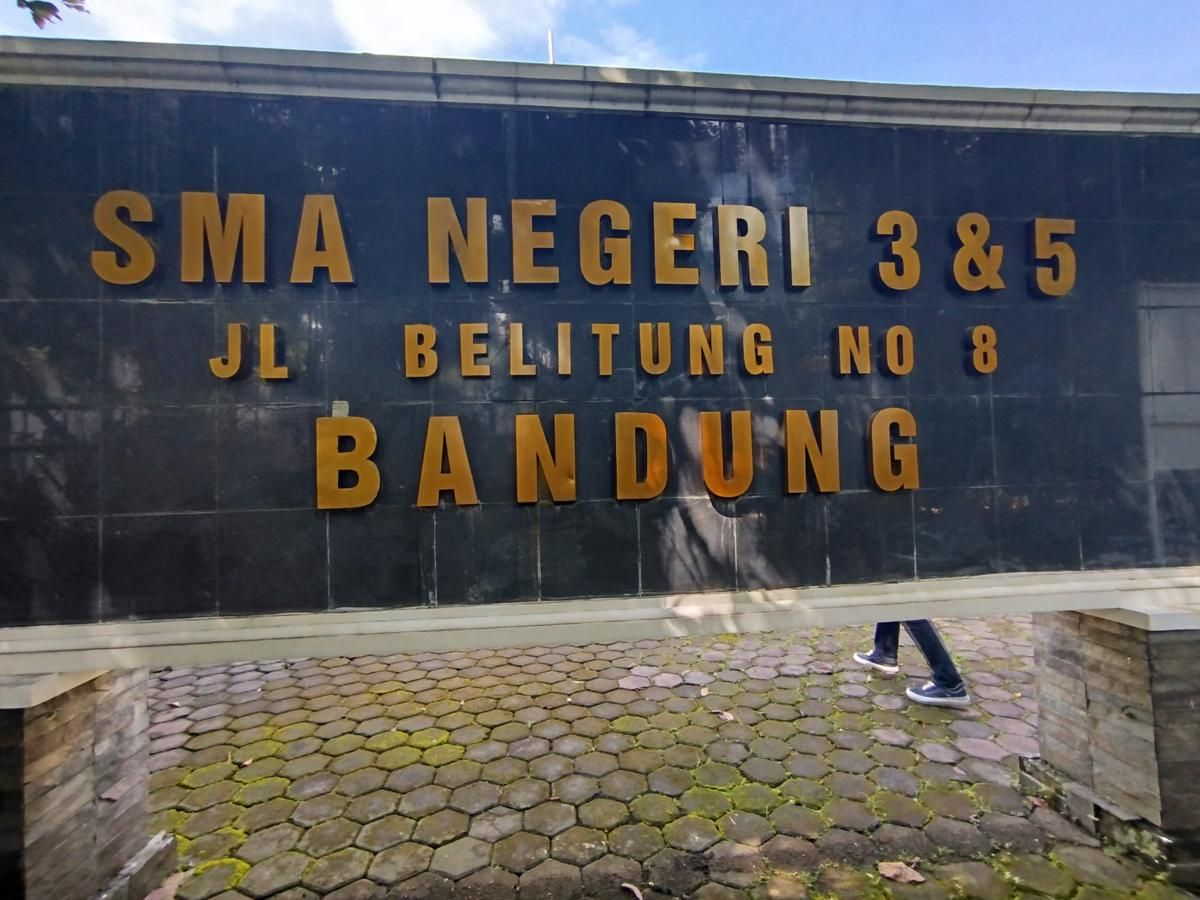 SMA NEGERI 3 & 5
JL BELITUNG NO 8
BANDUNG